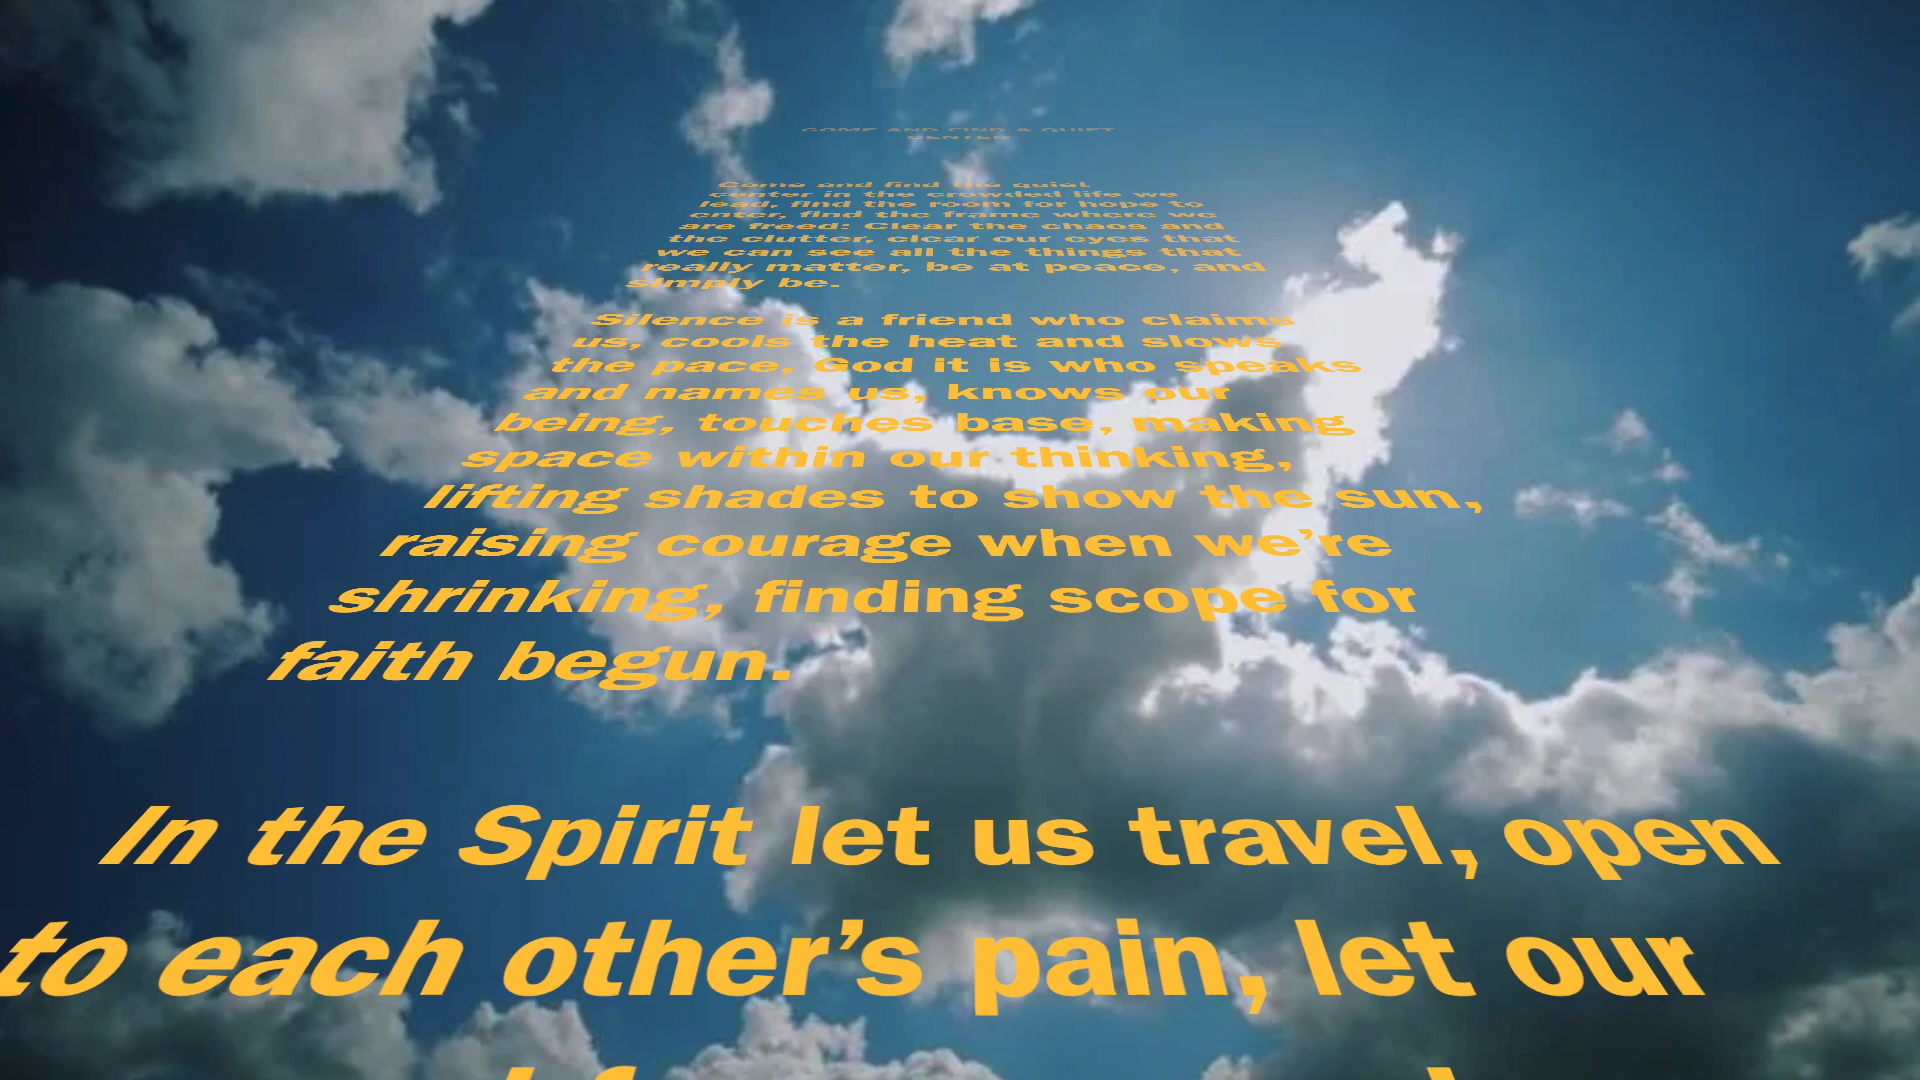 COME AND FIND A QUIET
CENTER
Come and find the quiet
center in the crowded life we
lead, find the room for hope to
enter, find the frame where we
are freed: Clear the chaos and
the clutter, clear our eyes that
we can see all the things that
really matter, be at peace, and
simply be.
Silence is a friend who claims
us, cools the heat and slows
the pace, God it is who speaks
and names us, knows our
being, touches base, making
space within our thinking,
lifting shades to show the sun,
raising courage when we’re
shrinking, finding scope for
faith begun.
In the Spirit let us travel, open
to each other’s pain, let our